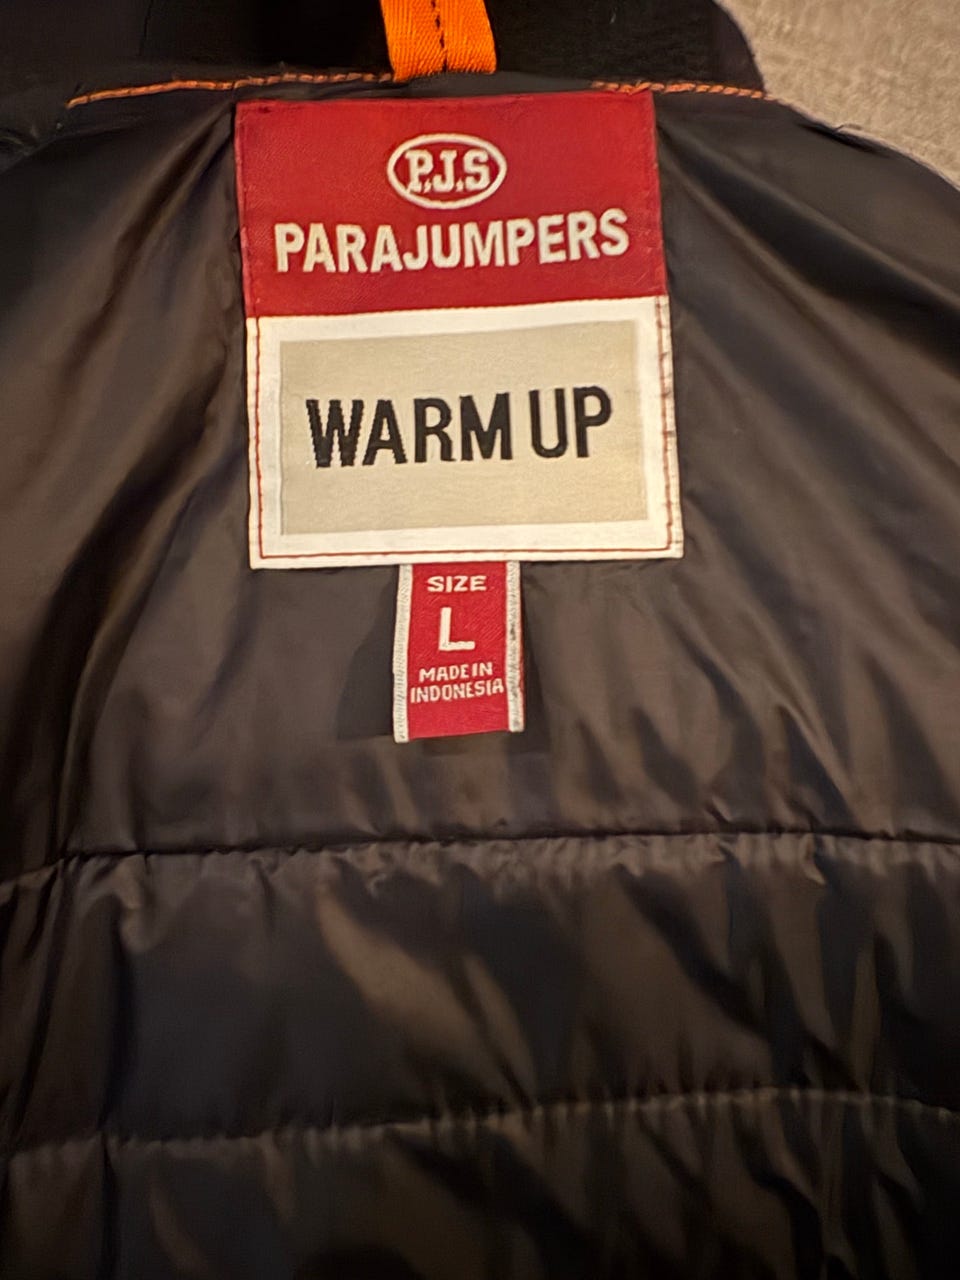 P.J.S
PARAJUMPERS
WARM UP
SIZE
L
MADE IN
INDONESIA